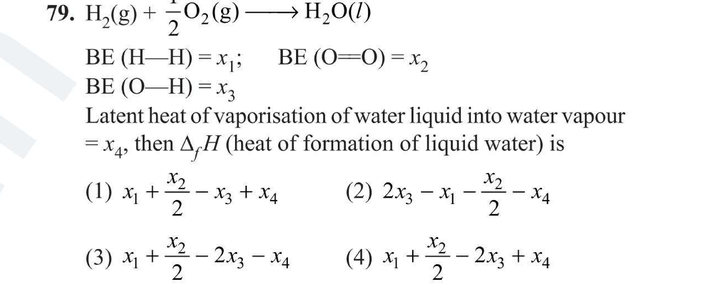 79. H₂(g) + 1/2 O₂(g) ⟶ H₂O(l)
BE (H—H) = x₁; BE (O=O) = x₂
BE (O—H) = x₃
Latent heat of vaporisation of water liquid into water vapour
= x₄, then ΔfH (heat of formation of liquid water) is
(1) x₁ + x₂/2 − x₃ + x₄ (2) 2x₃ − x₁ − x₂/2 − x₄
(3) x₁ + x₂/2 − 2x₃ − x₄ (4) x₁ + x₂/2 − 2x₃ + x₄